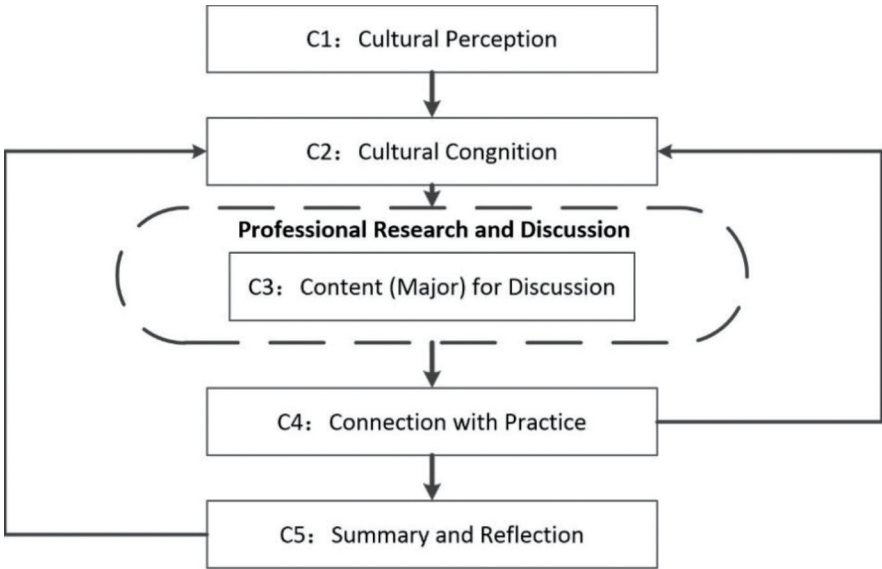 C1：Cultural Perception
C2：Cultural Congnition
Professional Research and Discussion
C3：Content (Major) for Discussion
C4：Connection with Practice
C5：Summary and Reflection